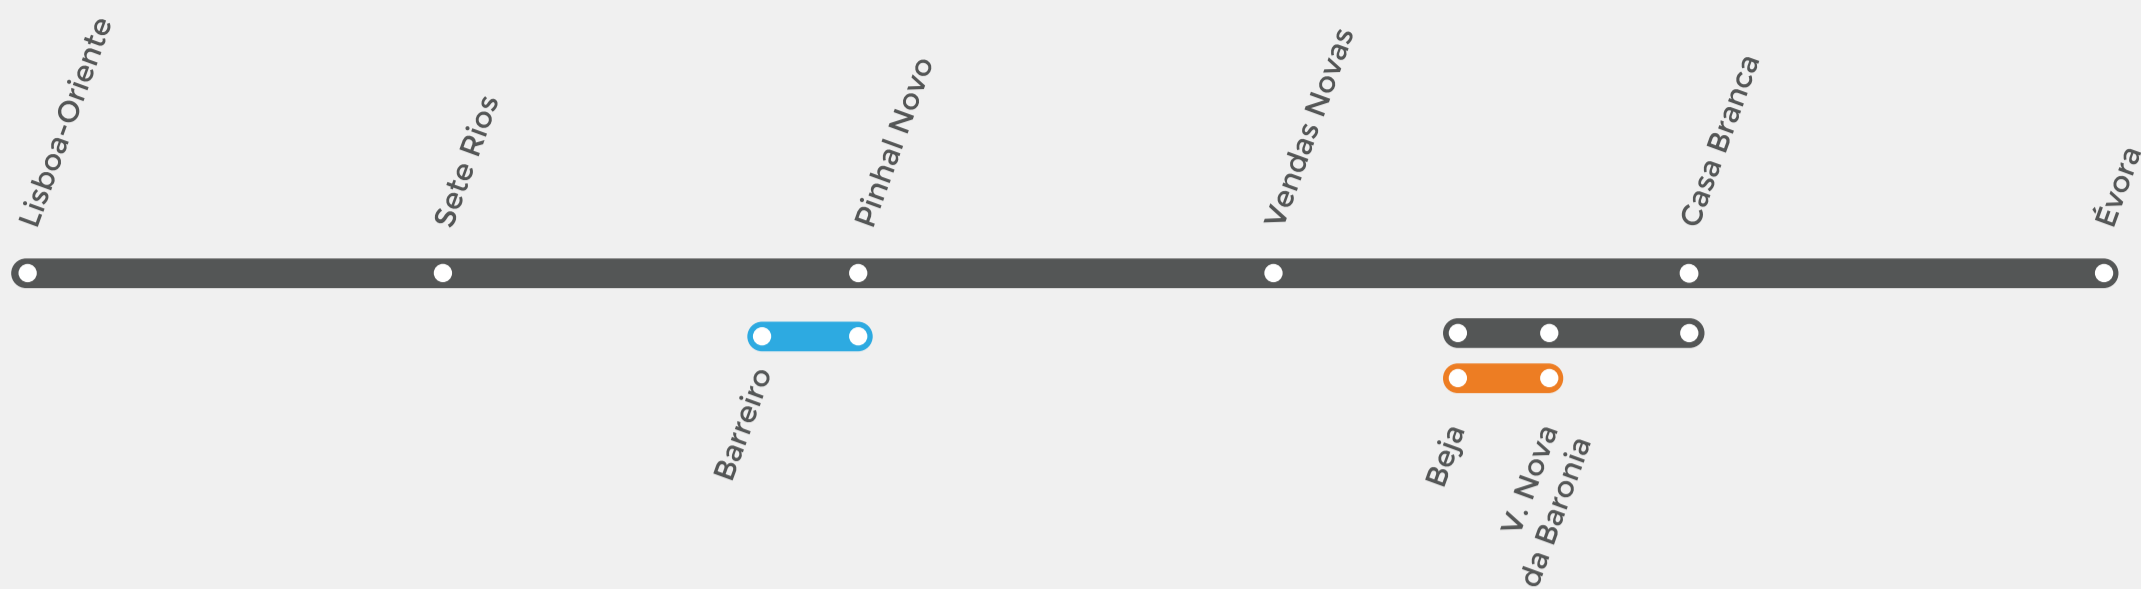 Lisboa-Oriente
Sete Rios
Pinhal Novo
Vendas Novas
Casa Branca
Évora
Barreiro
Beja
V. Nova
da Baronia